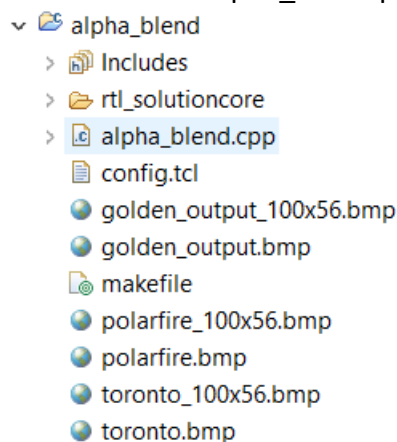 alpha_blend
Includes
rtl_solutioncore
alpha_blend.cpp
config.tcl
golden_output_100x56.bmp
golden_output.bmp
makefile
polarfire_100x56.bmp
polarfire.bmp
toronto_100x56.bmp
toronto.bmp